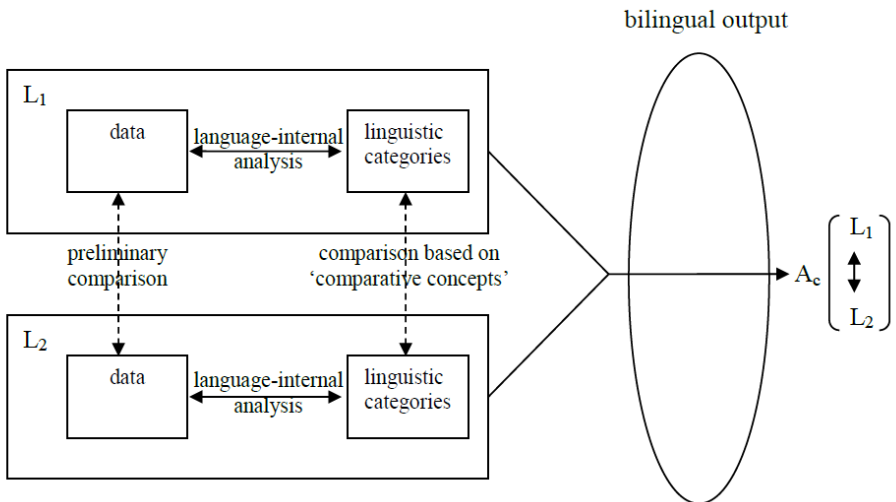 bilingual output
L₁
data
language-internal
analysis
linguistic
categories
preliminary
comparison
comparison based on
‘comparative concepts’
L₂
data
language-internal
analysis
linguistic
categories
A꜀
L₁
L₂